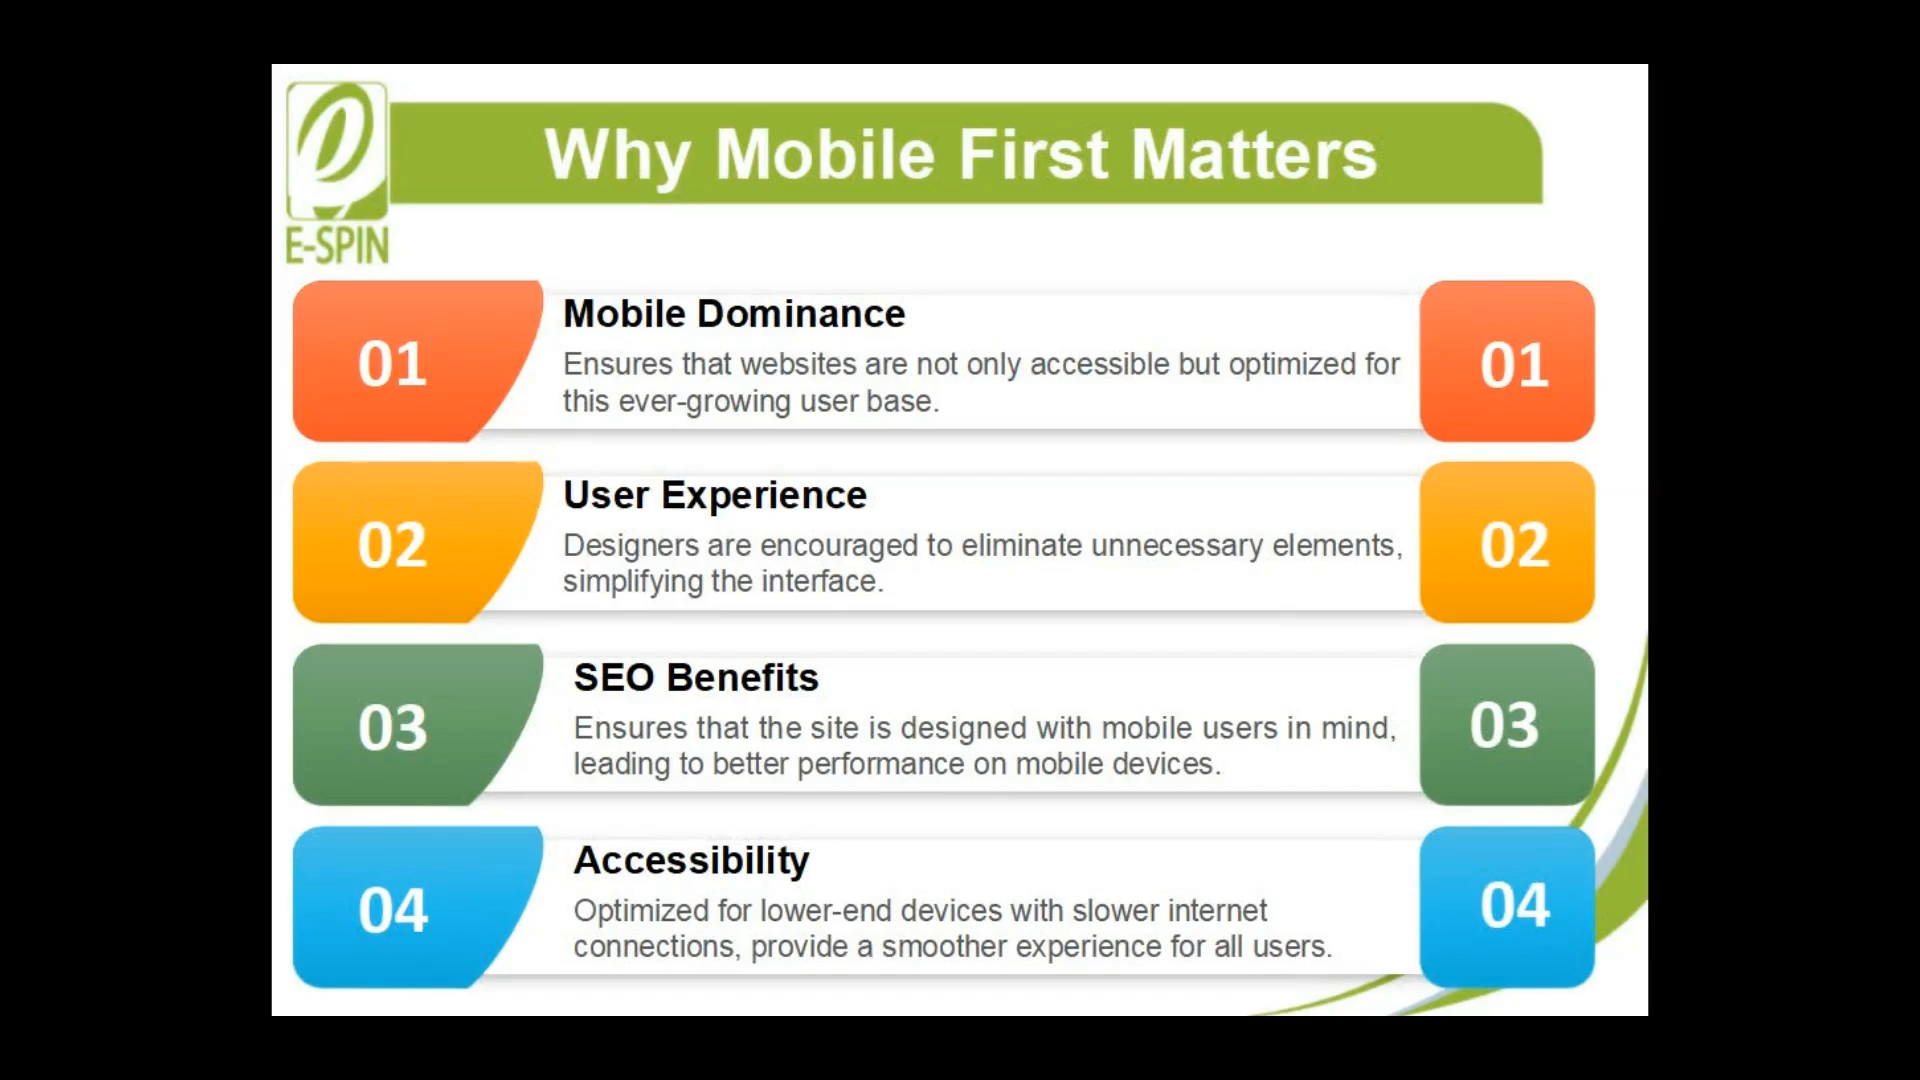 Why Mobile First Matters
E-SPIN
01
Mobile Dominance
Ensures that websites are not only accessible but optimized for
this ever-growing user base.
01
02
User Experience
Designers are encouraged to eliminate unnecessary elements,
simplifying the interface.
02
03
SEO Benefits
Ensures that the site is designed with mobile users in mind,
leading to better performance on mobile devices.
03
04
Accessibility
Optimized for lower-end devices with slower internet
connections, provide a smoother experience for all users.
04